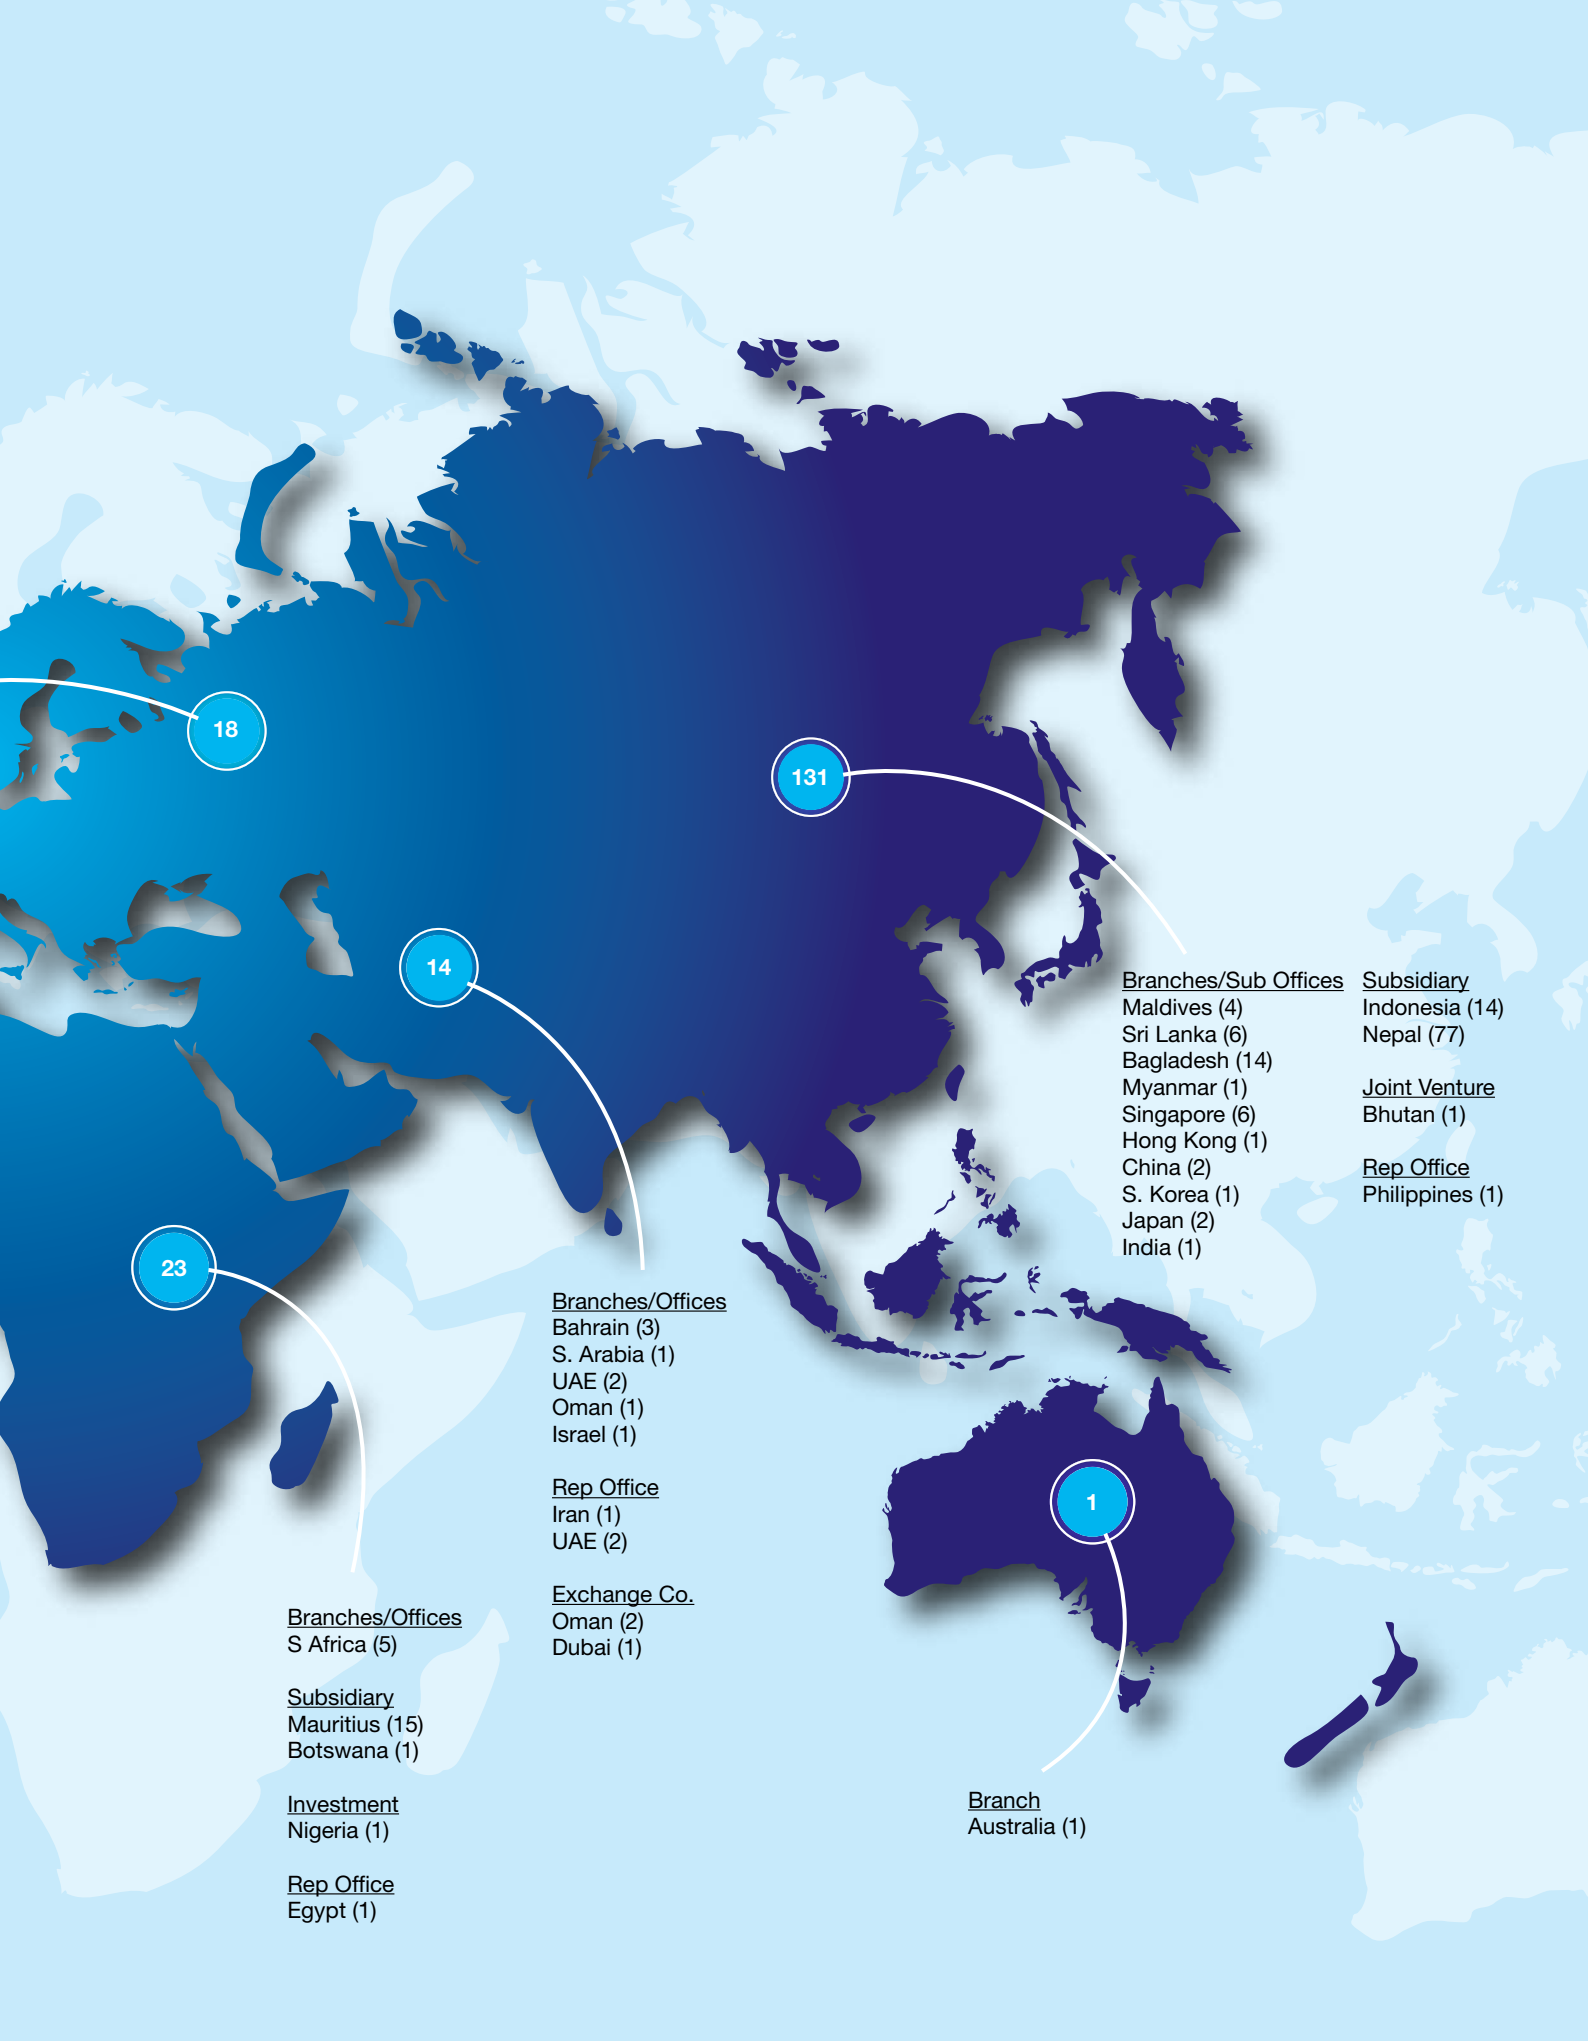 18
131
14
23
1
Branches/Sub Offices
Maldives (4)
Sri Lanka (6)
Bagladesh (14)
Myanmar (1)
Singapore (6)
Hong Kong (1)
China (2)
S. Korea (1)
Japan (2)
India (1)
Subsidiary
Indonesia (14)
Nepal (77)
Joint Venture
Bhutan (1)
Rep Office
Philippines (1)
Branches/Offices
Bahrain (3)
S. Arabia (1)
UAE (2)
Oman (1)
Israel (1)
Rep Office
Iran (1)
UAE (2)
Exchange Co.
Oman (2)
Dubai (1)
Branches/Offices
S Africa (5)
Subsidiary
Mauritius (15)
Botswana (1)
Investment
Nigeria (1)
Rep Office
Egypt (1)
Branch
Australia (1)